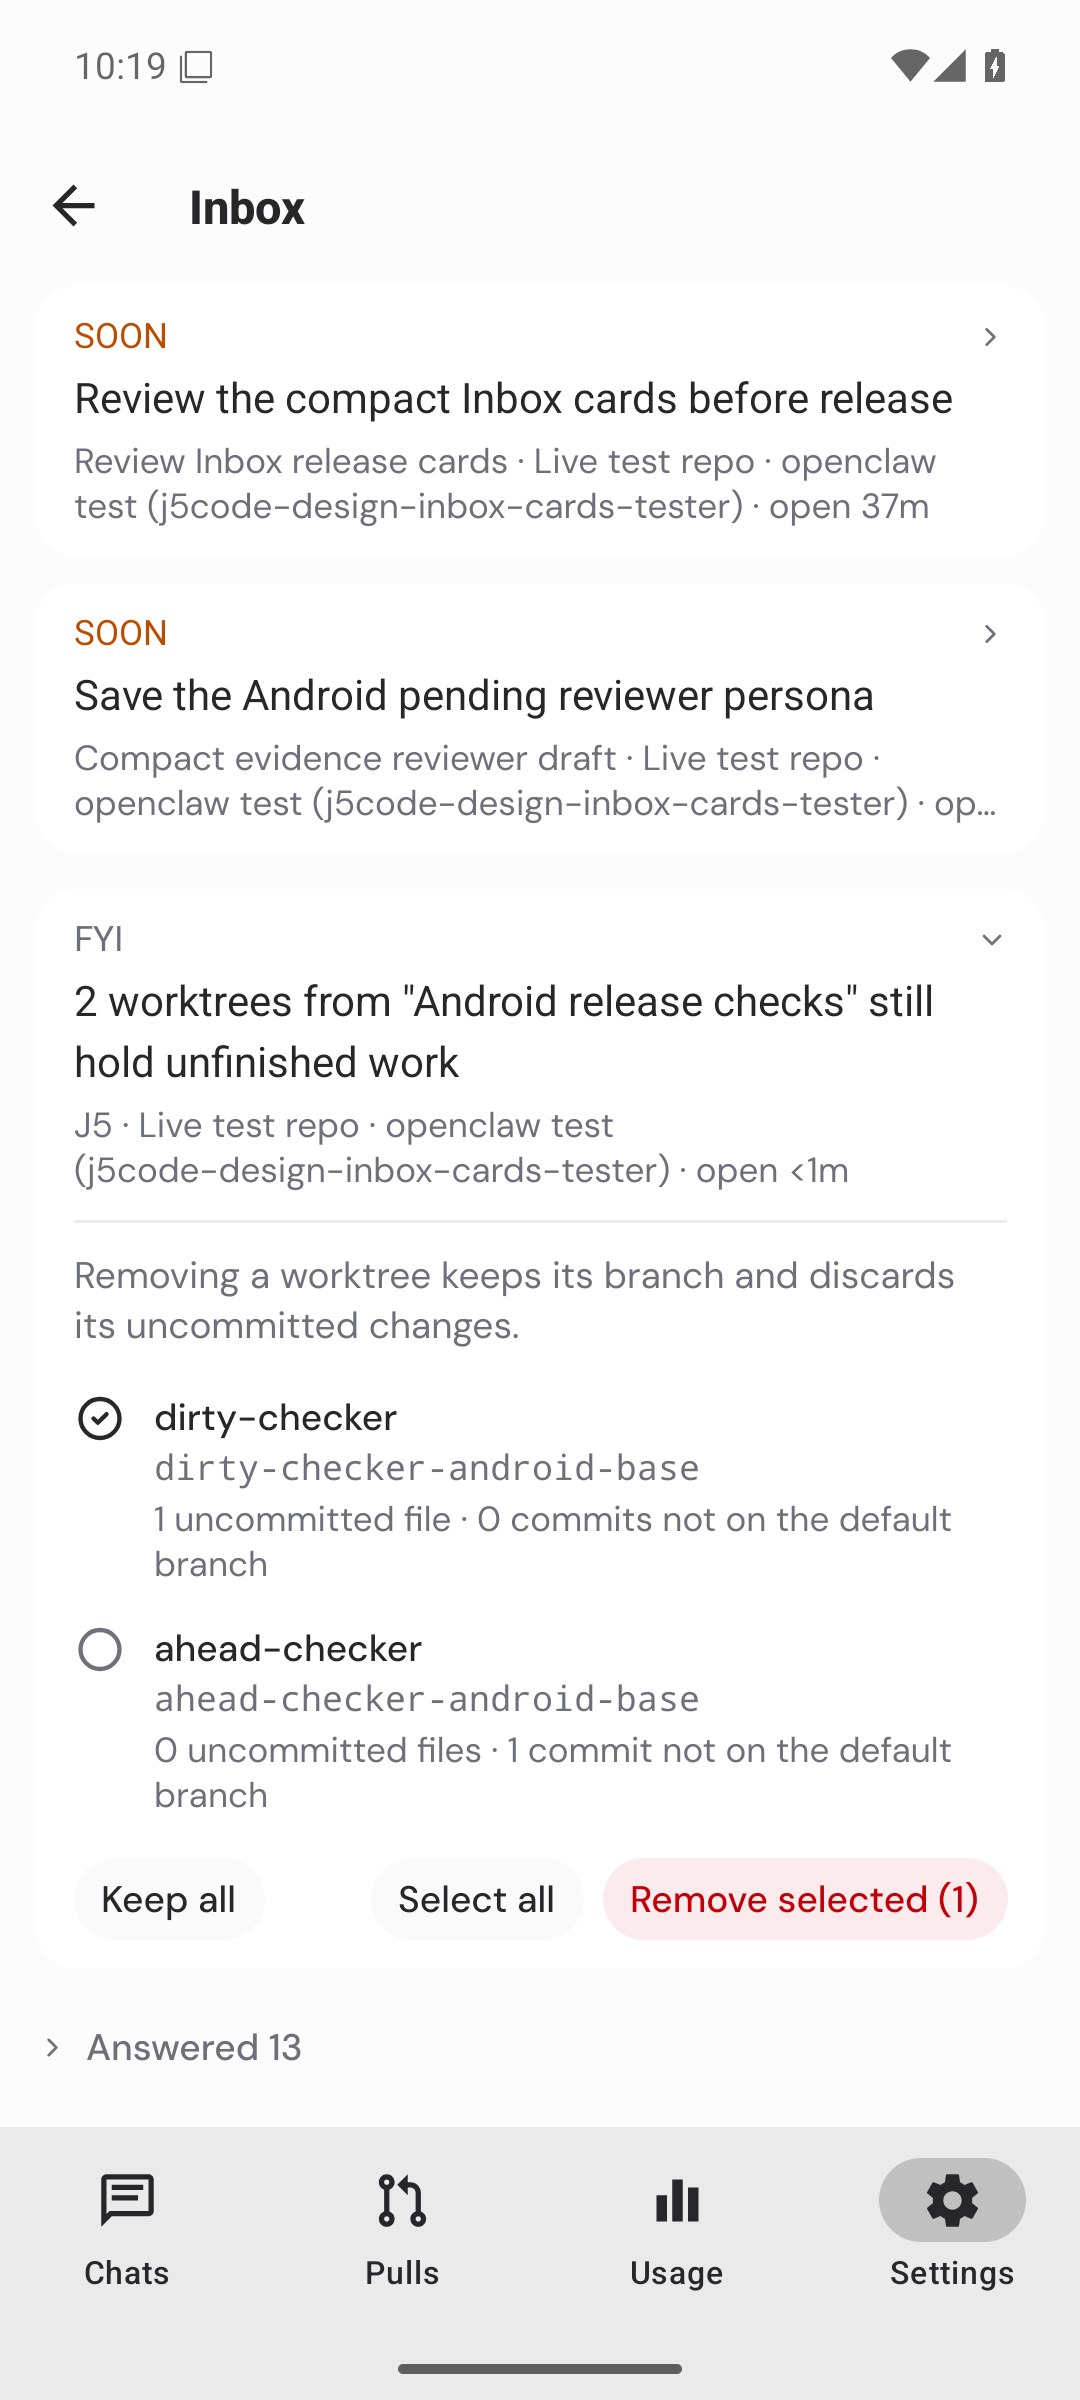 10:19
Inbox
SOON
Review the compact Inbox cards before release
Review Inbox release cards · Live test repo · openclaw
test (j5code-design-inbox-cards-tester) · open 37m
SOON
Save the Android pending reviewer persona
Compact evidence reviewer draft · Live test repo ·
openclaw test (j5code-design-inbox-cards-tester) · op...
FYI
2 worktrees from "Android release checks" still
hold unfinished work
J5 · Live test repo · openclaw test
(j5code-design-inbox-cards-tester) · open <1m
Removing a worktree keeps its branch and discards
its uncommitted changes.
dirty-checker
dirty-checker-android-base
1 uncommitted file · 0 commits not on the default
branch
ahead-checker
ahead-checker-android-base
0 uncommitted files · 1 commit not on the default
branch
Keep all
Select all
Remove selected (1)
Answered 13
Chats
Pulls
Usage
Settings